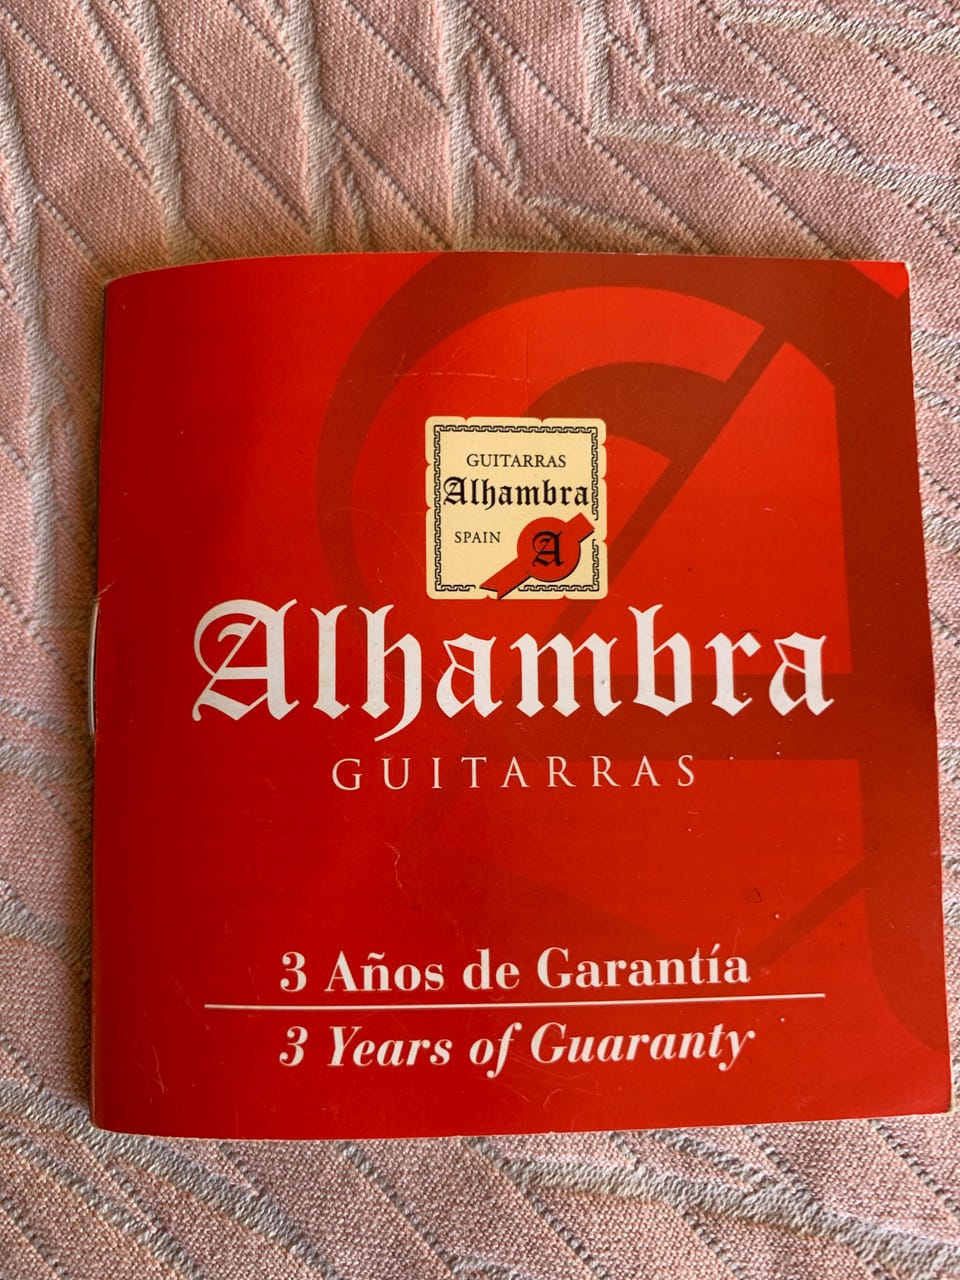 GUITARRAS
Alhambra
SPAIN
A
Alhambra
GUITARRAS
3 Años de Garantía
3 Years of Guaranty